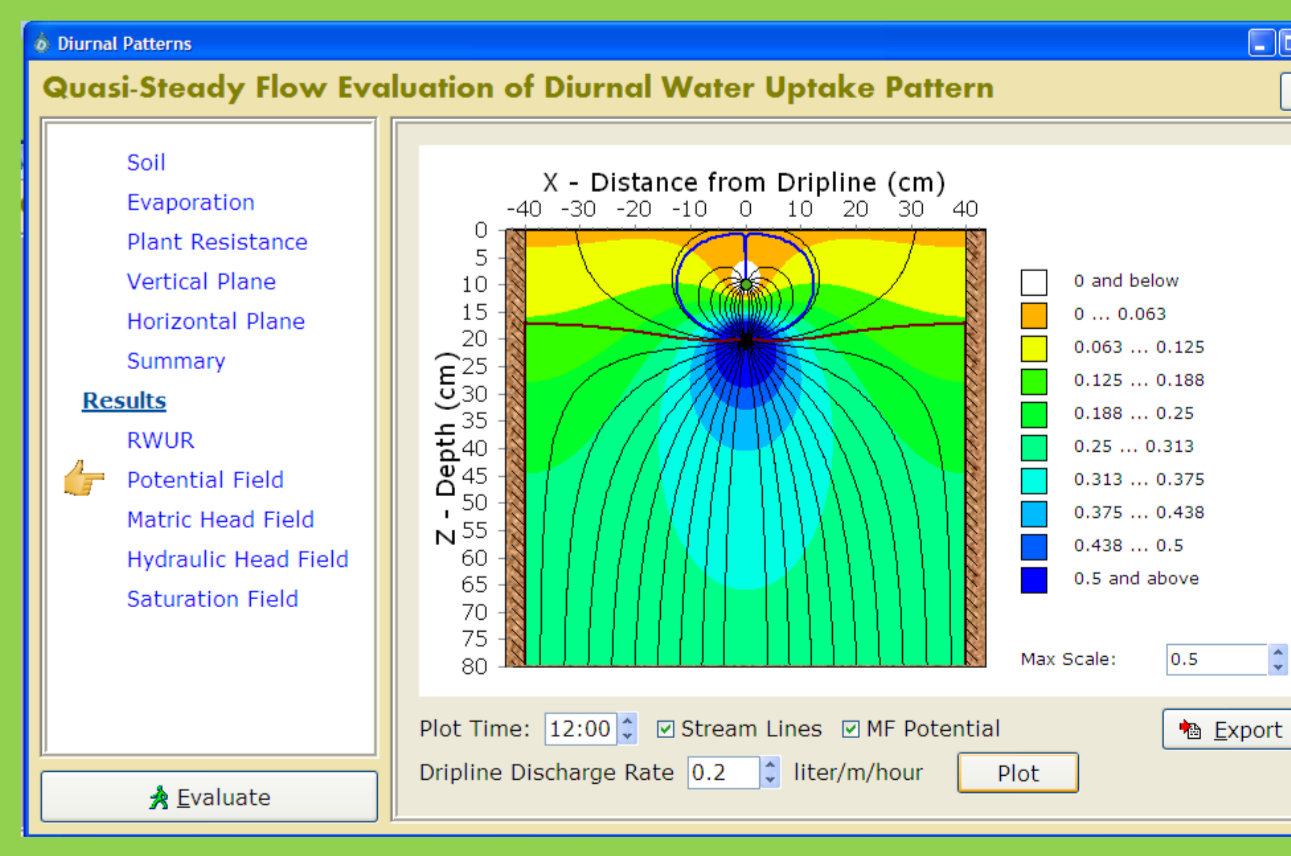 Diurnal Patterns
Quasi-Steady Flow Evaluation of Diurnal Water Uptake Pattern
Soil
Evaporation
Plant Resistance
Vertical Plane
Horizontal Plane
Summary
Results
RWUR
Potential Field
Matric Head Field
Hydraulic Head Field
Saturation Field
Evaluate
X - Distance from Dripline (cm)
-40 -30 -20 -10 0 10 20 30 40
Z - Depth (cm)
0
5
10
15
20
25
30
35
40
45
50
55
60
65
70
75
80
0 and below
0 ... 0.063
0.063 ... 0.125
0.125 ... 0.188
0.188 ... 0.25
0.25 ... 0.313
0.313 ... 0.375
0.375 ... 0.438
0.438 ... 0.5
0.5 and above
Max Scale: 0.5
Plot Time: 12:00 Stream Lines MF Potential Export
Dripline Discharge Rate 0.2 liter/m/hour Plot